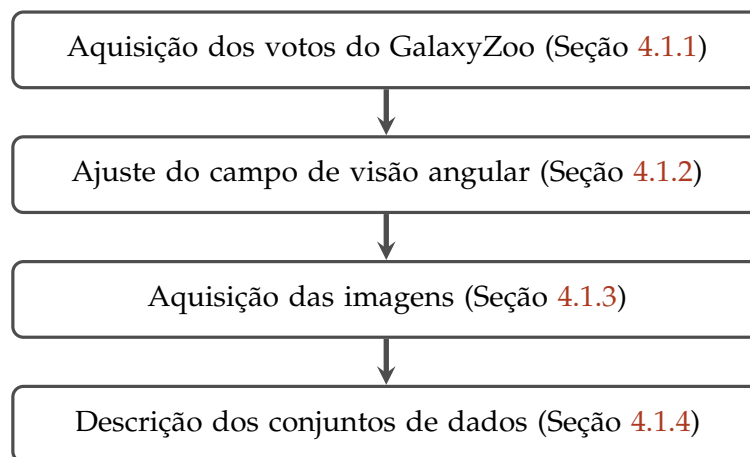 Aquisição dos votos do GalaxyZoo (Seção 4.1.1)
Ajuste do campo de visão angular (Seção 4.1.2)
Aquisição das imagens (Seção 4.1.3)
Descrição dos conjuntos de dados (Seção 4.1.4)